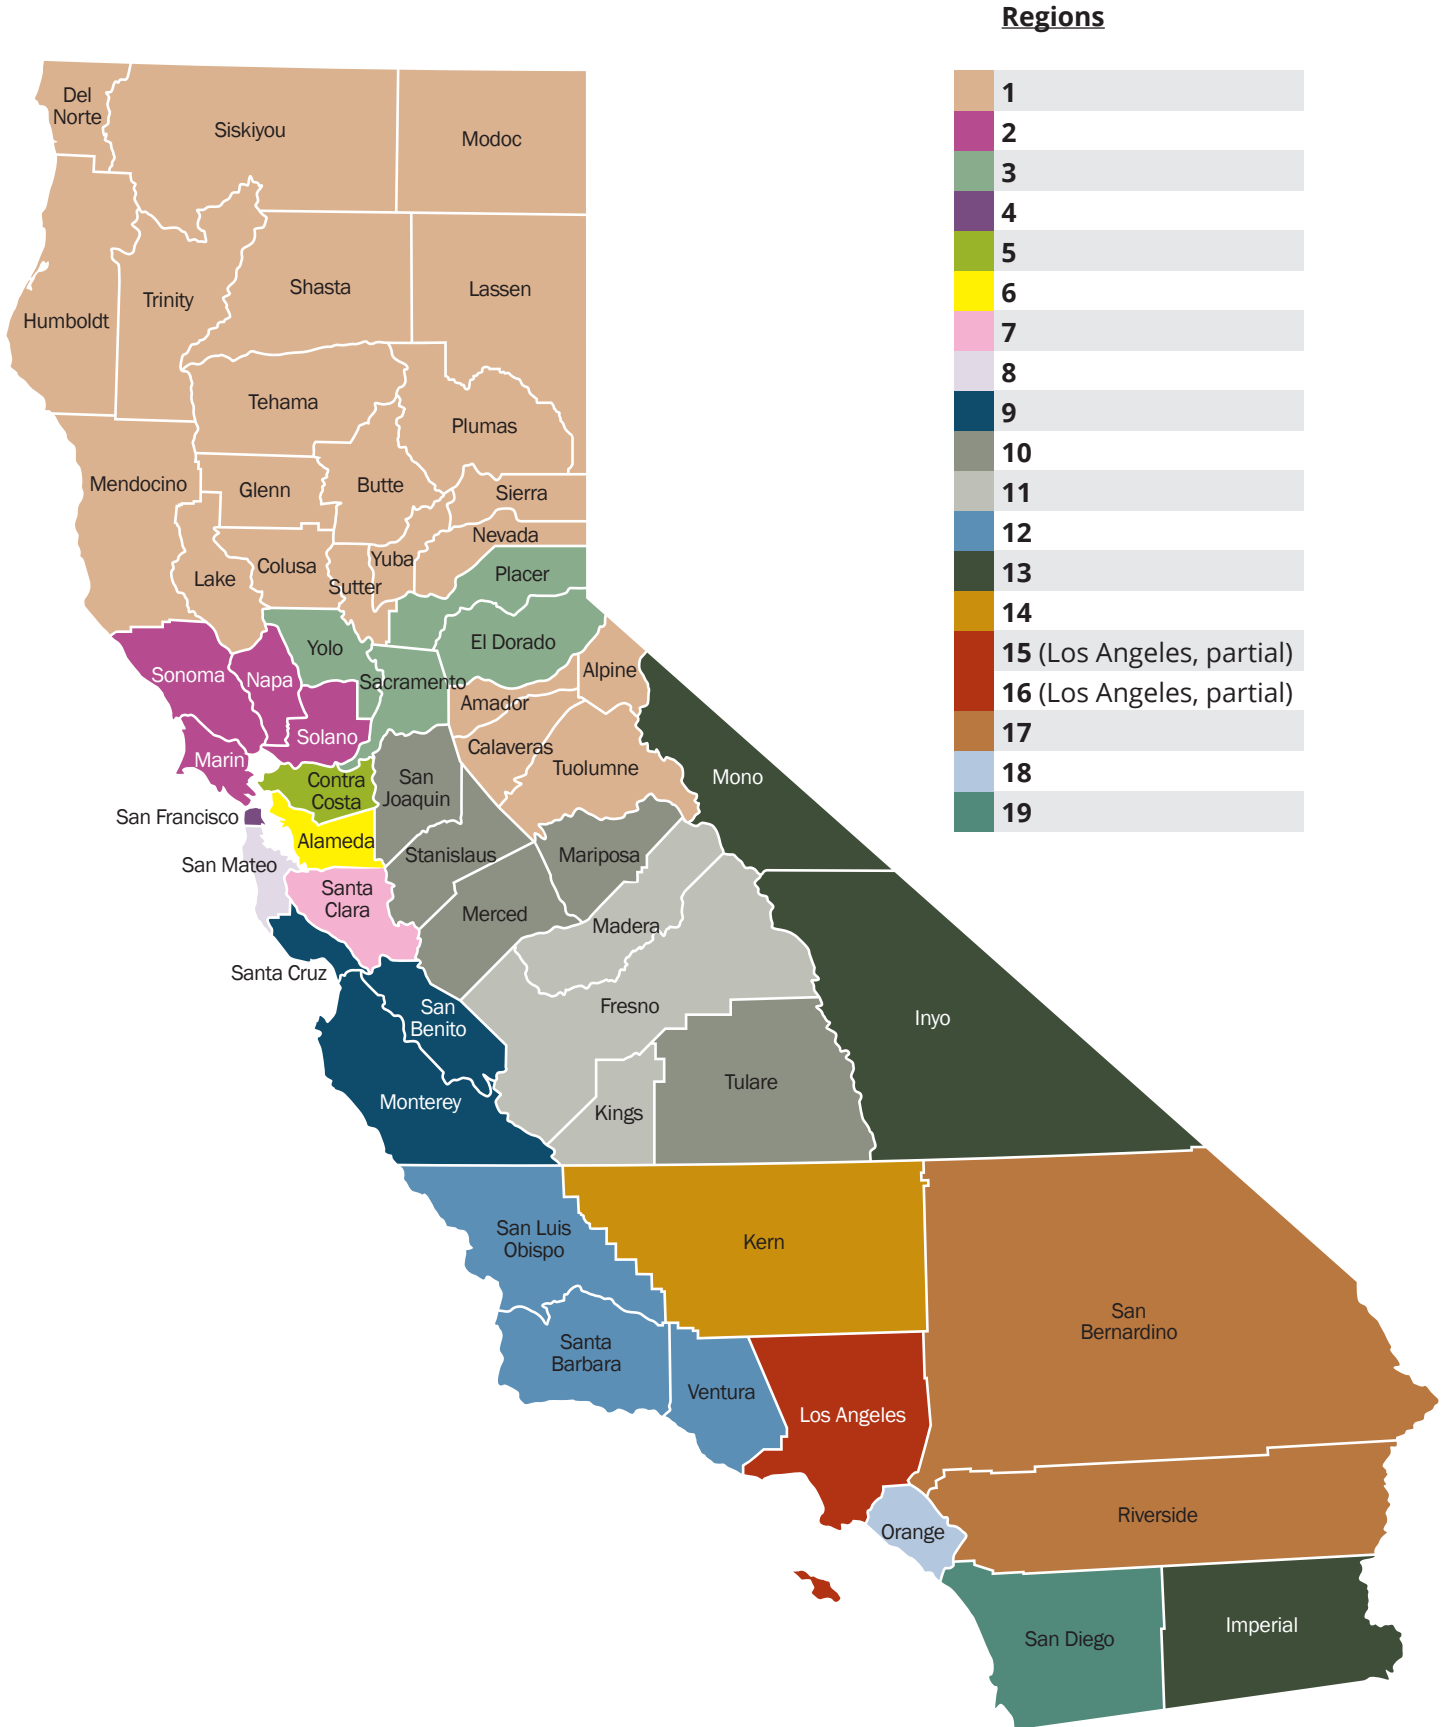 Regions
1
2
3
4
5
6
7
8
9
10
11
12
13
14
15 (Los Angeles, partial)
16 (Los Angeles, partial)
17
18
19
Del
Norte
Siskiyou
Modoc
Humboldt
Trinity
Shasta
Lassen
Tehama
Plumas
Mendocino
Glenn
Butte
Sierra
Nevada
Lake
Colusa
Sutter
Yuba
Placer
El Dorado
Yolo
Sonoma
Napa
Sacramento
Alpine
Amador
Solano
Marin
Calaveras
Tuolumne
Mono
Contra
Costa
San
Joaquin
San Francisco
Alameda
Stanislaus
Mariposa
San Mateo
Santa
Clara
Merced
Madera
Santa Cruz
San
Benito
Fresno
Inyo
Monterey
Kings
Tulare
San Luis
Obispo
Kern
San
Bernardino
Santa
Barbara
Ventura
Los Angeles
Orange
Riverside
San Diego
Imperial